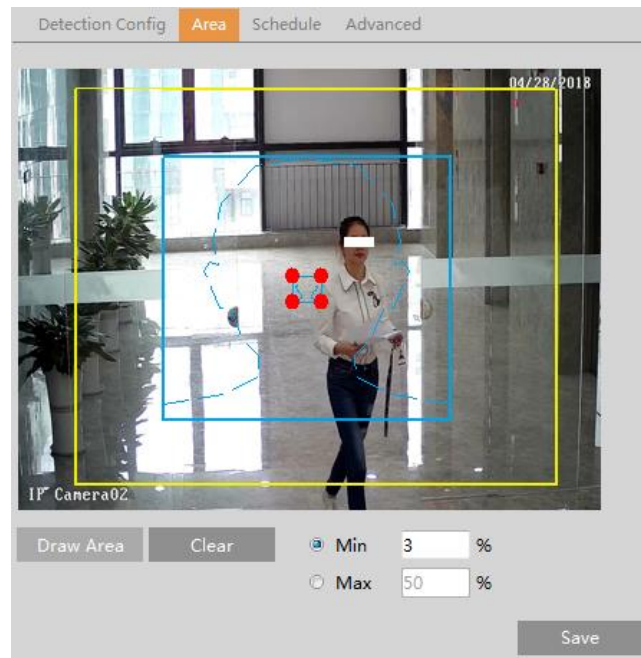 Detection Config Area Schedule Advanced
04/28/2018
IP Camera02
Draw Area Clear Min 3 %
Max 50 %
Save